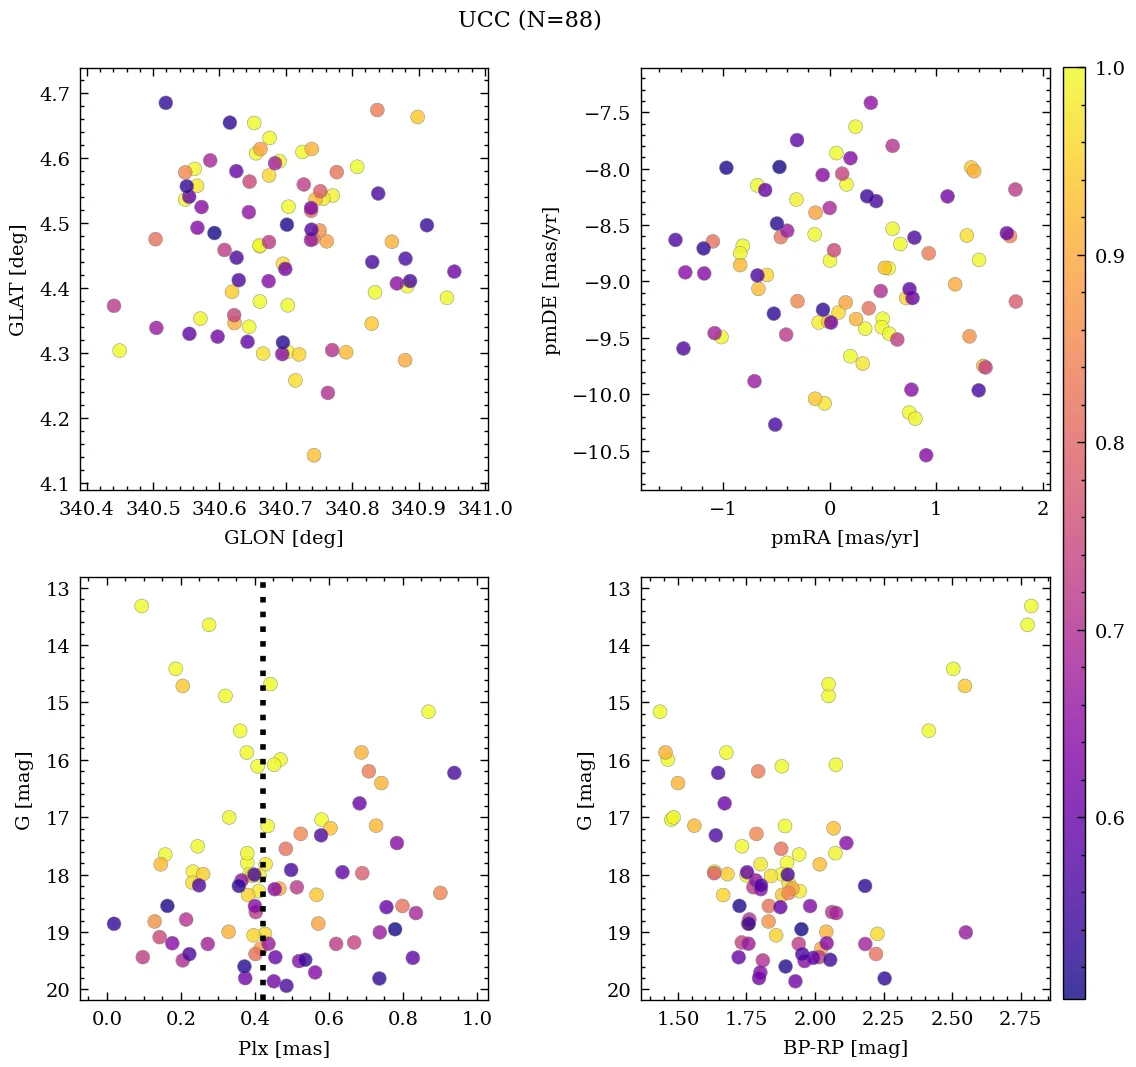 UCC (N=88)
4.7
4.6
4.5
4.4
4.3
4.2
4.1
GLAT [deg]
340.4 340.5 340.6 340.7 340.8 340.9 341.0
GLON [deg]
−7.5
−8.0
−8.5
−9.0
−9.5
−10.0
−10.5
pmDE [mas/yr]
−1 0 1 2
pmRA [mas/yr]
1.0
0.9
0.8
0.7
0.6
13
14
15
16
17
18
19
20
G [mag]
0.0 0.2 0.4 0.6 0.8 1.0
Plx [mas]
13
14
15
16
17
18
19
20
G [mag]
1.50 1.75 2.00 2.25 2.50 2.75
BP-RP [mag]